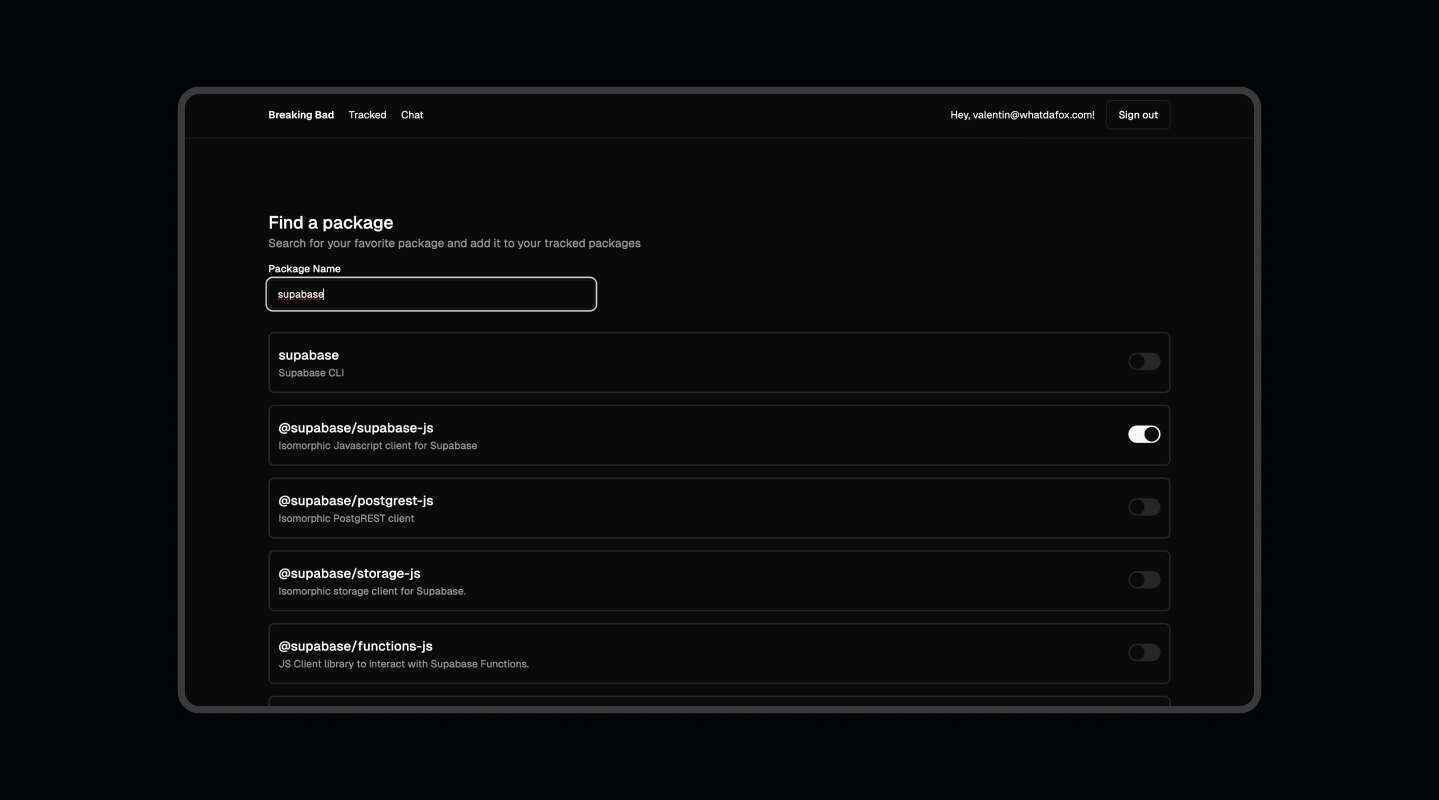 Breaking Bad Tracked Chat Hey, valentin@whatdafox.com! Sign out
Find a package
Search for your favorite package and add it to your tracked packages
Package Name
supabase
supabase
Supabase CLI
@supabase/supabase-js
Isomorphic Javascript client for Supabase
@supabase/postgrest-js
Isomorphic PostgREST client
@supabase/storage-js
Isomorphic storage client for Supabase.
@supabase/functions-js
JS Client library to interact with Supabase Functions.